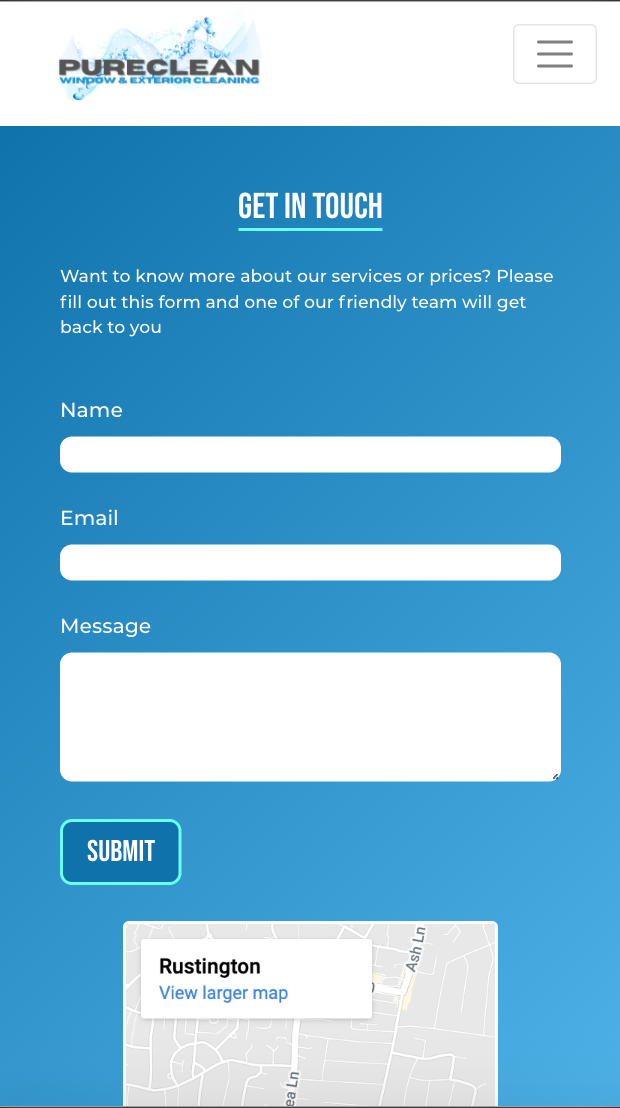 PURECLEAN
WINDOW & EXTERIOR CLEANING
GET IN TOUCH
Want to know more about our services or prices? Please
fill out this form and one of our friendly team will get
back to you
Name
Email
Message
SUBMIT
Rustington
View larger map
Ash Ln
ea Ln